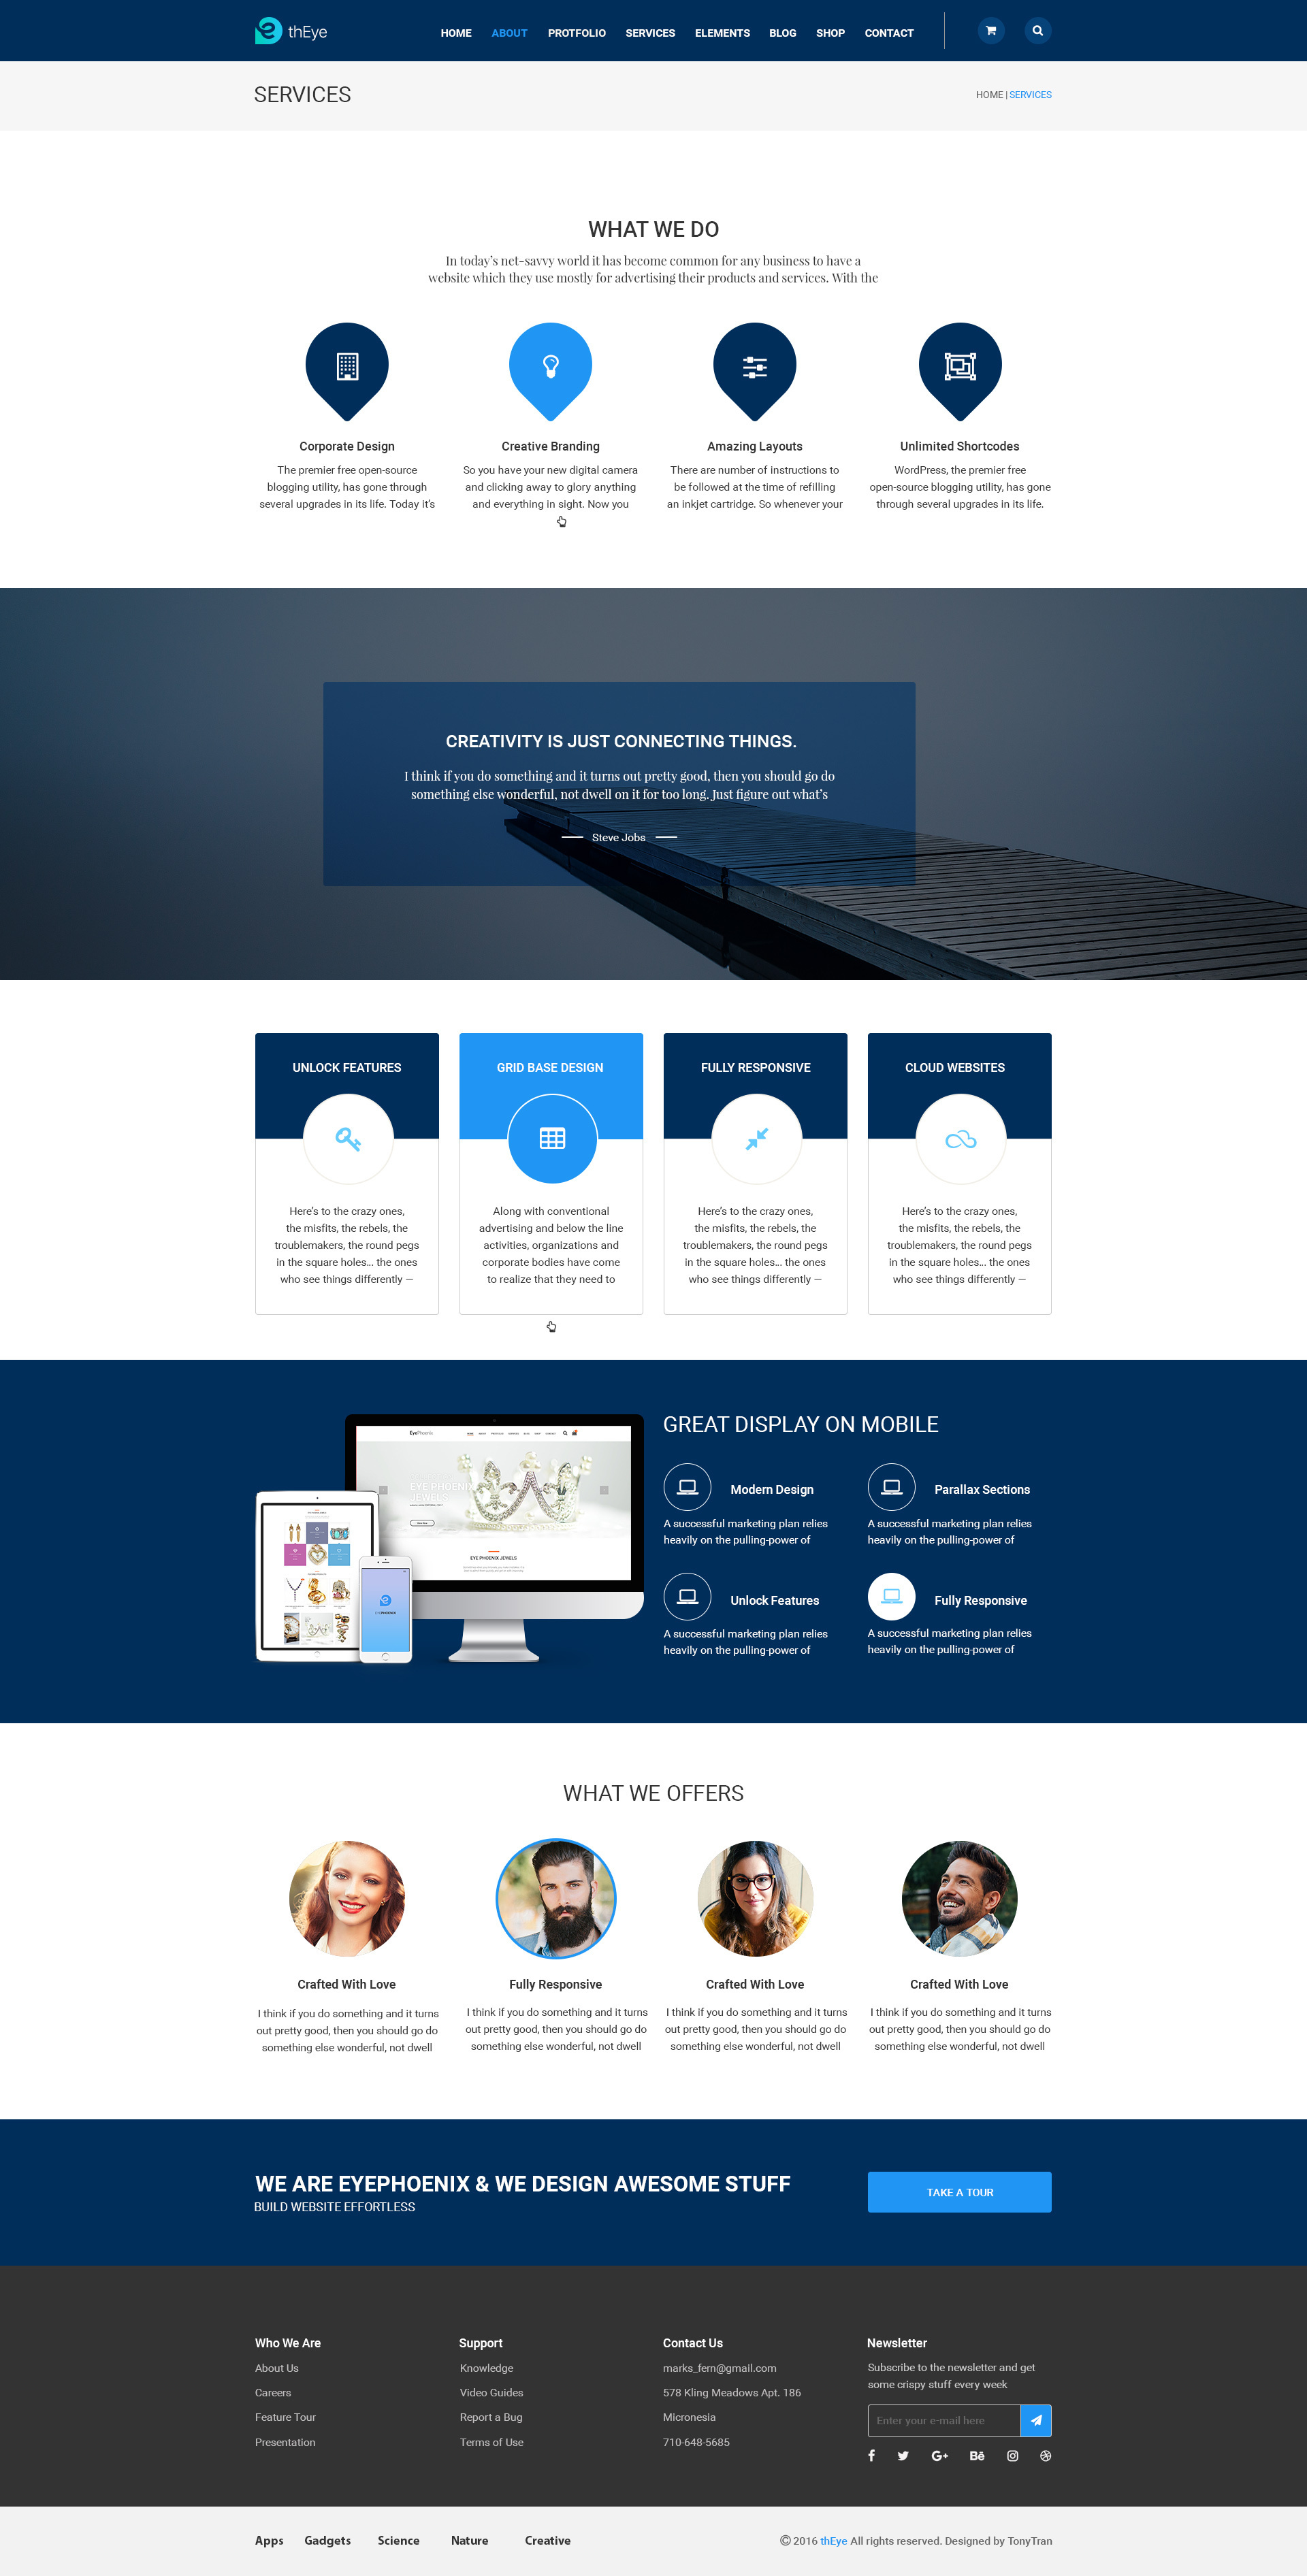 thEye
HOME ABOUT PROTFOLIO SERVICES ELEMENTS BLOG SHOP CONTACT
SERVICES
HOME | SERVICES
WHAT WE DO
In today's net-savvy world it has become common for any business to have a
website which they use mostly for advertising their products and services. With the
Corporate Design
The premier free open-source
blogging utility, has gone through
several upgrades in its life. Today it's
Creative Branding
So you have your new digital camera
and clicking away to glory anything
and everything in sight. Now you
Amazing Layouts
There are number of instructions to
be followed at the time of refilling
an inkjet cartridge. So whenever your
Unlimited Shortcodes
WordPress, the premier free
open-source blogging utility, has gone
through several upgrades in its life.
CREATIVITY IS JUST CONNECTING THINGS.
I think if you do something and it turns out pretty good, then you should go do
something else wonderful, not dwell on it for too long. Just figure out what's
Steve Jobs
UNLOCK FEATURES
Here's to the crazy ones,
the misfits, the rebels, the
troublemakers, the round pegs
in the square holes... the ones
who see things differently —
GRID BASE DESIGN
Along with conventional
advertising and below the line
activities, organizations and
corporate bodies have come
to realize that they need to
FULLY RESPONSIVE
Here's to the crazy ones,
the misfits, the rebels, the
troublemakers, the round pegs
in the square holes... the ones
who see things differently —
CLOUD WEBSITES
Here's to the crazy ones,
the misfits, the rebels, the
troublemakers, the round pegs
in the square holes... the ones
who see things differently —
EyePhoenix
EYE PHOENIX
JEWELS
EYE PHOENIX JEWELS
EYEPHOENIX
GREAT DISPLAY ON MOBILE
Modern Design
A successful marketing plan relies
heavily on the pulling-power of
Parallax Sections
A successful marketing plan relies
heavily on the pulling-power of
Unlock Features
A successful marketing plan relies
heavily on the pulling-power of
Fully Responsive
A successful marketing plan relies
heavily on the pulling-power of
WHAT WE OFFERS
Crafted With Love
I think if you do something and it turns
out pretty good, then you should go do
something else wonderful, not dwell
Fully Responsive
I think if you do something and it turns
out pretty good, then you should go do
something else wonderful, not dwell
Crafted With Love
I think if you do something and it turns
out pretty good, then you should go do
something else wonderful, not dwell
Crafted With Love
I think if you do something and it turns
out pretty good, then you should go do
something else wonderful, not dwell
WE ARE EYEPHOENIX & WE DESIGN AWESOME STUFF
BUILD WEBSITE EFFORTLESS
TAKE A TOUR
Who We Are
About Us
Careers
Feature Tour
Presentation
Support
Knowledge
Video Guides
Report a Bug
Terms of Use
Contact Us
marks_fern@gmail.com
578 Kling Meadows Apt. 186
Micronesia
710-648-5685
Newsletter
Subscribe to the newsletter and get
some crispy stuff every week
Enter your e-mail here
Apps Gadgets Science Nature Creative
© 2016 thEye All rights reserved. Designed by TonyTran